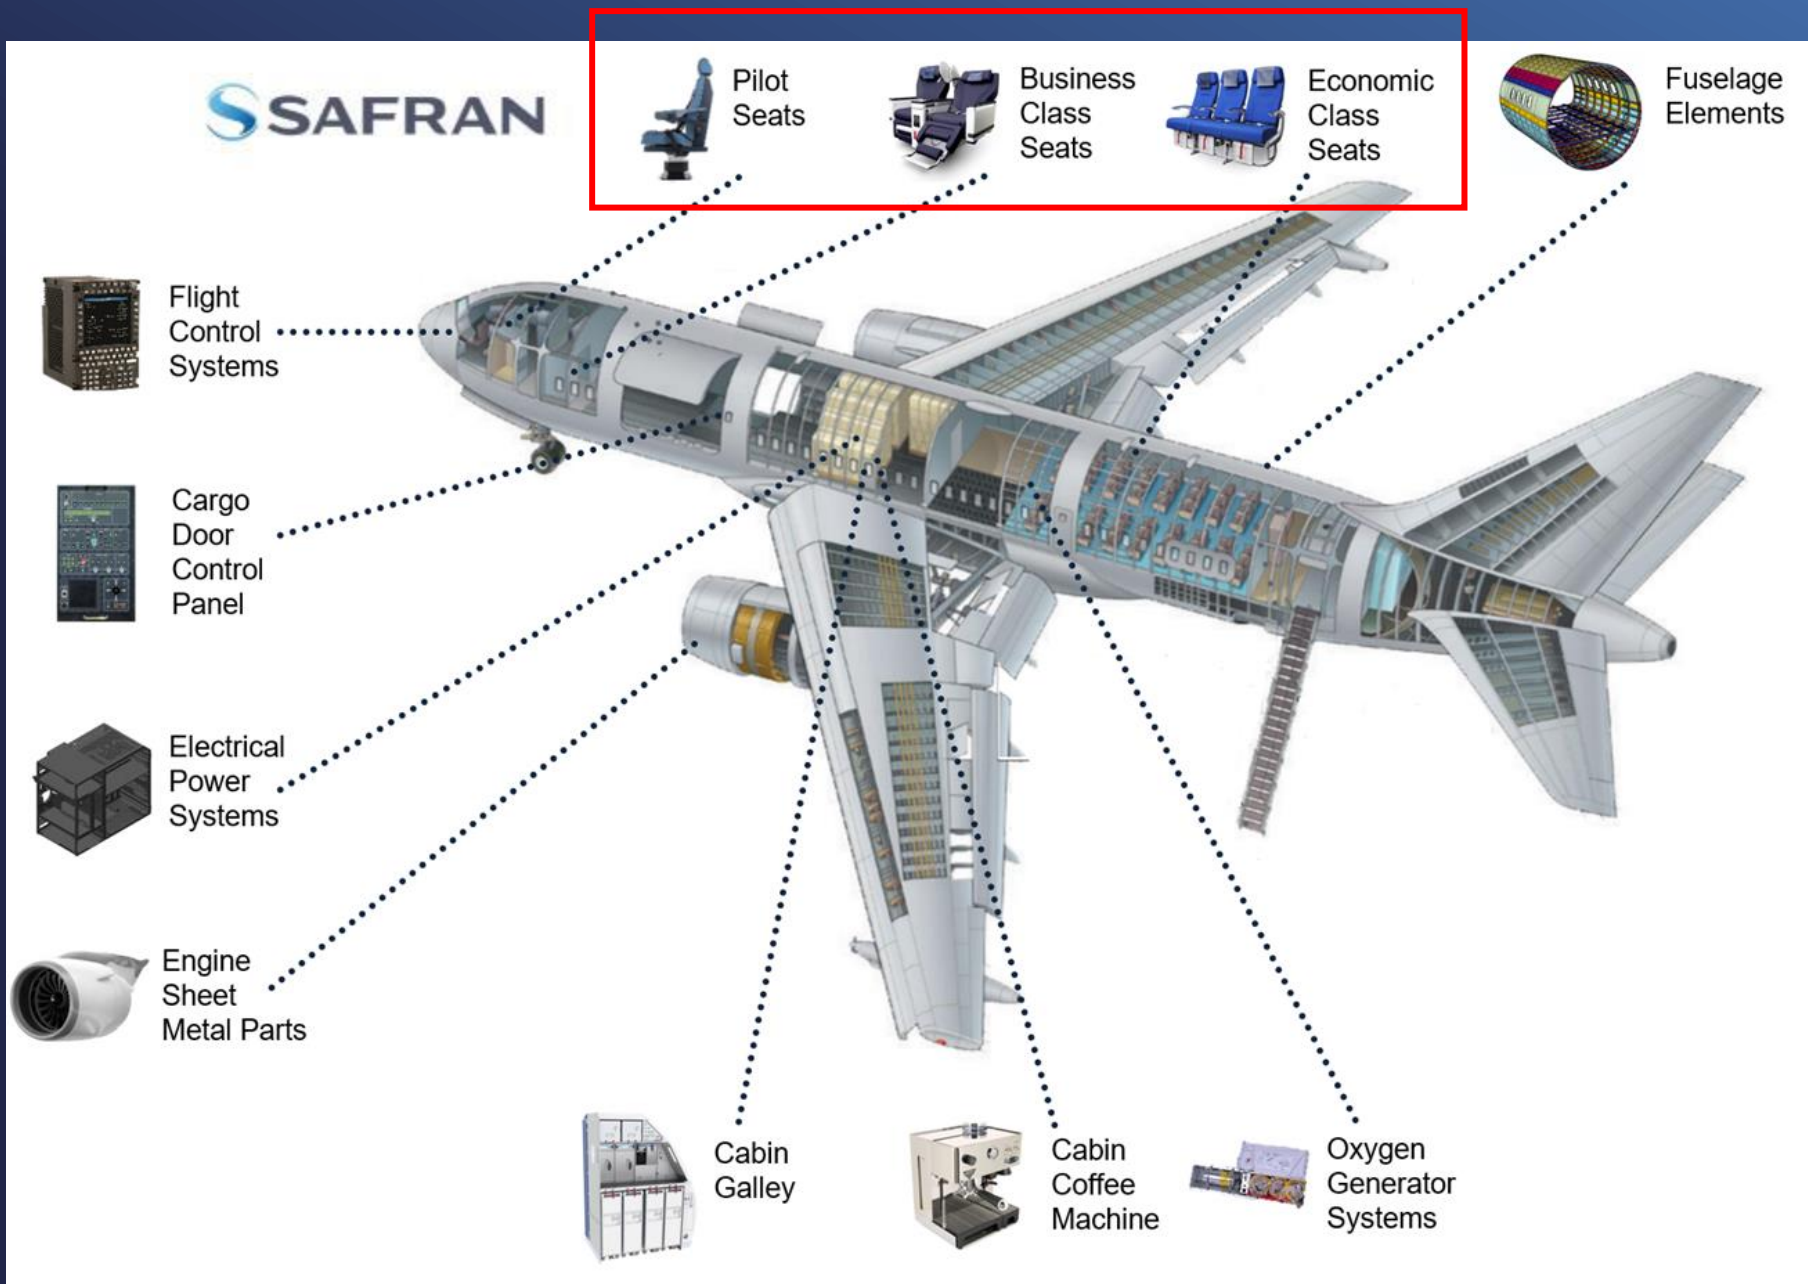 SAFRAN
Pilot
Seats
Business
Class
Seats
Economic
Class
Seats
Fuselage
Elements
Flight
Control
Systems
Cargo
Door
Control
Panel
Electrical
Power
Systems
Engine
Sheet
Metal Parts
Cabin
Galley
Cabin
Coffee
Machine
Oxygen
Generator
Systems